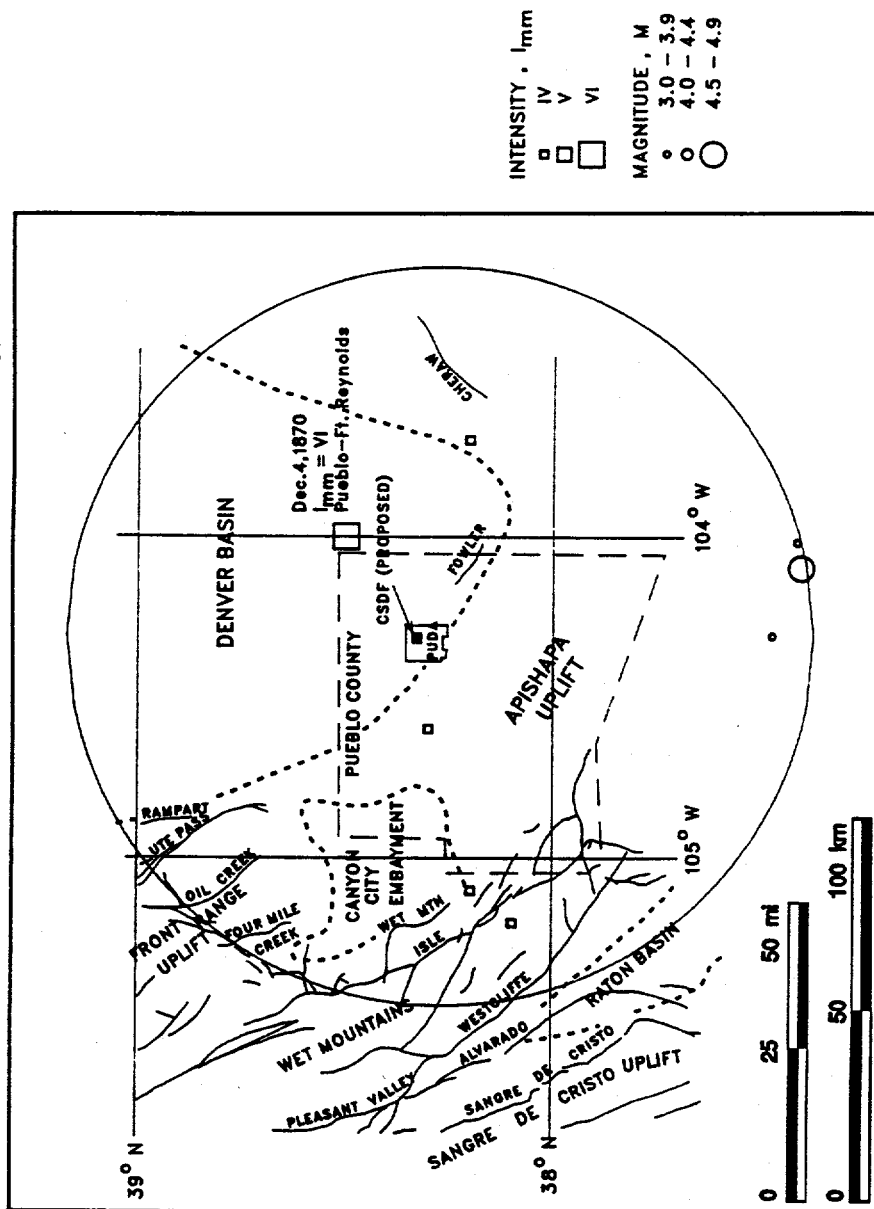 39° N
38° N
105° W
104° W
DENVER BASIN
Dec.4,1870
Imm = VI
Pueblo-Ft. Reynolds
CSDF (PROPOSED)
PUDA
PUEBLO COUNTY
FOWLER
CHERAW
APISHAPA
UPLIFT
RAMPART
UTE PASS
OIL CREEK
FRONT RANGE
UPLIFT
FOUR MILE
CREEK
CANYON
CITY
EMBAYMENT
WET MTN
ISLE
WET MOUNTAINS
WESTCLIFFE
RATON BASIN
ALVARADO
PLEASANT VALLEY
SANGRE DE CRISTO
SANGRE DE CRISTO UPLIFT
0 25 50 mi
0 50 100 km
INTENSITY , Imm
IV
V
VI
MAGNITUDE , M
3.0 – 3.9
4.0 – 4.4
4.5 – 4.9